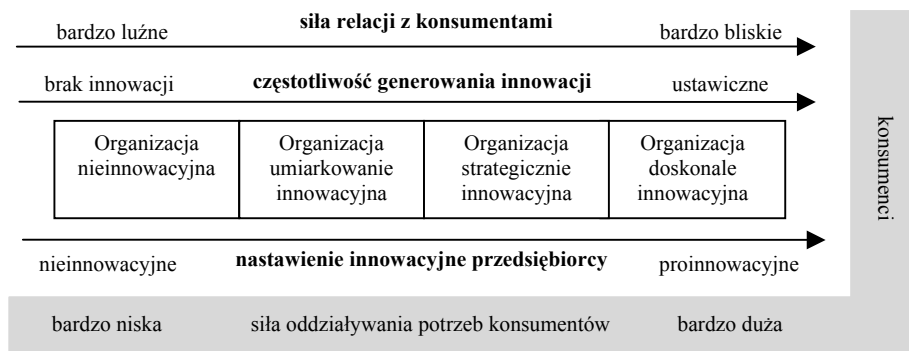 siła relacji z konsumentami
bardzo luźne bardzo bliskie
brak innowacji częstotliwość generowania innowacji ustawiczne
Organizacja nieinnowacyjna
Organizacja umiarkowanie innowacyjna
Organizacja strategicznie innowacyjna
Organizacja doskonale innowacyjna
nieinnowacyjne nastawienie innowacyjne przedsiębiorcy proinnowacyjne
bardzo niska siła oddziaływania potrzeb konsumentów bardzo duża
konsumenci